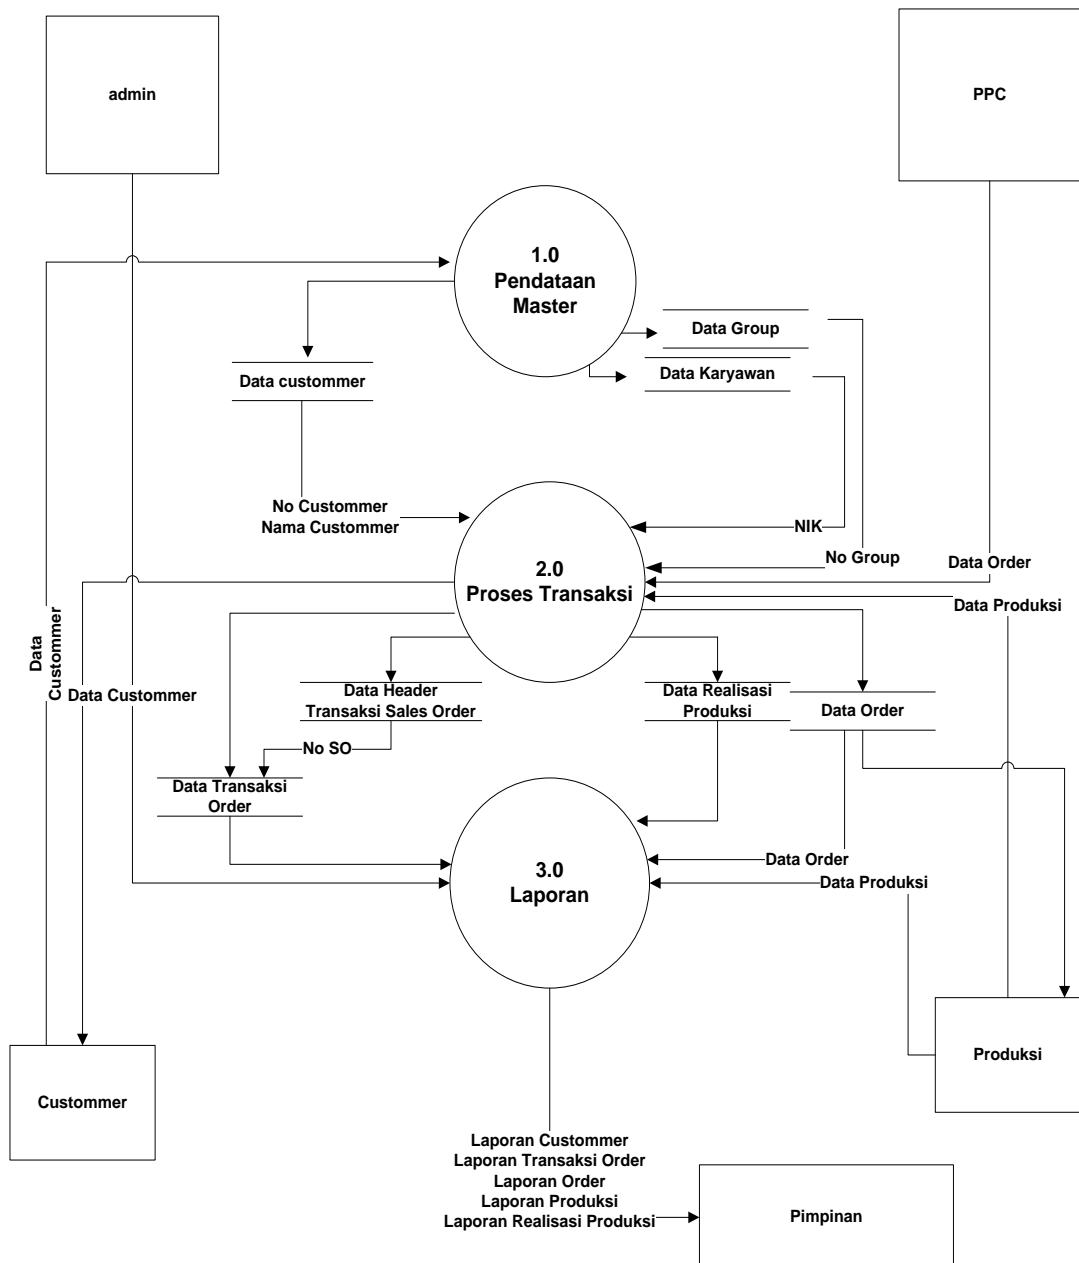 admin
PPC
1.0
Pendataan
Master
Data Group
Data Karyawan
Data custommer
No Custommer
Nama Custommer
NIK
No Group
Data Order
2.0
Proses Transaksi
Data Produksi
Data
Custommer
Data Custommer
Data Header
Transaksi Sales Order
Data Realisasi
Produksi
Data Order
No SO
Data Transaksi
Order
3.0
Laporan
Data Order
Data Produksi
Produksi
Custommer
Laporan Custommer
Laporan Transaksi Order
Laporan Order
Laporan Produksi
Laporan Realisasi Produksi
Pimpinan